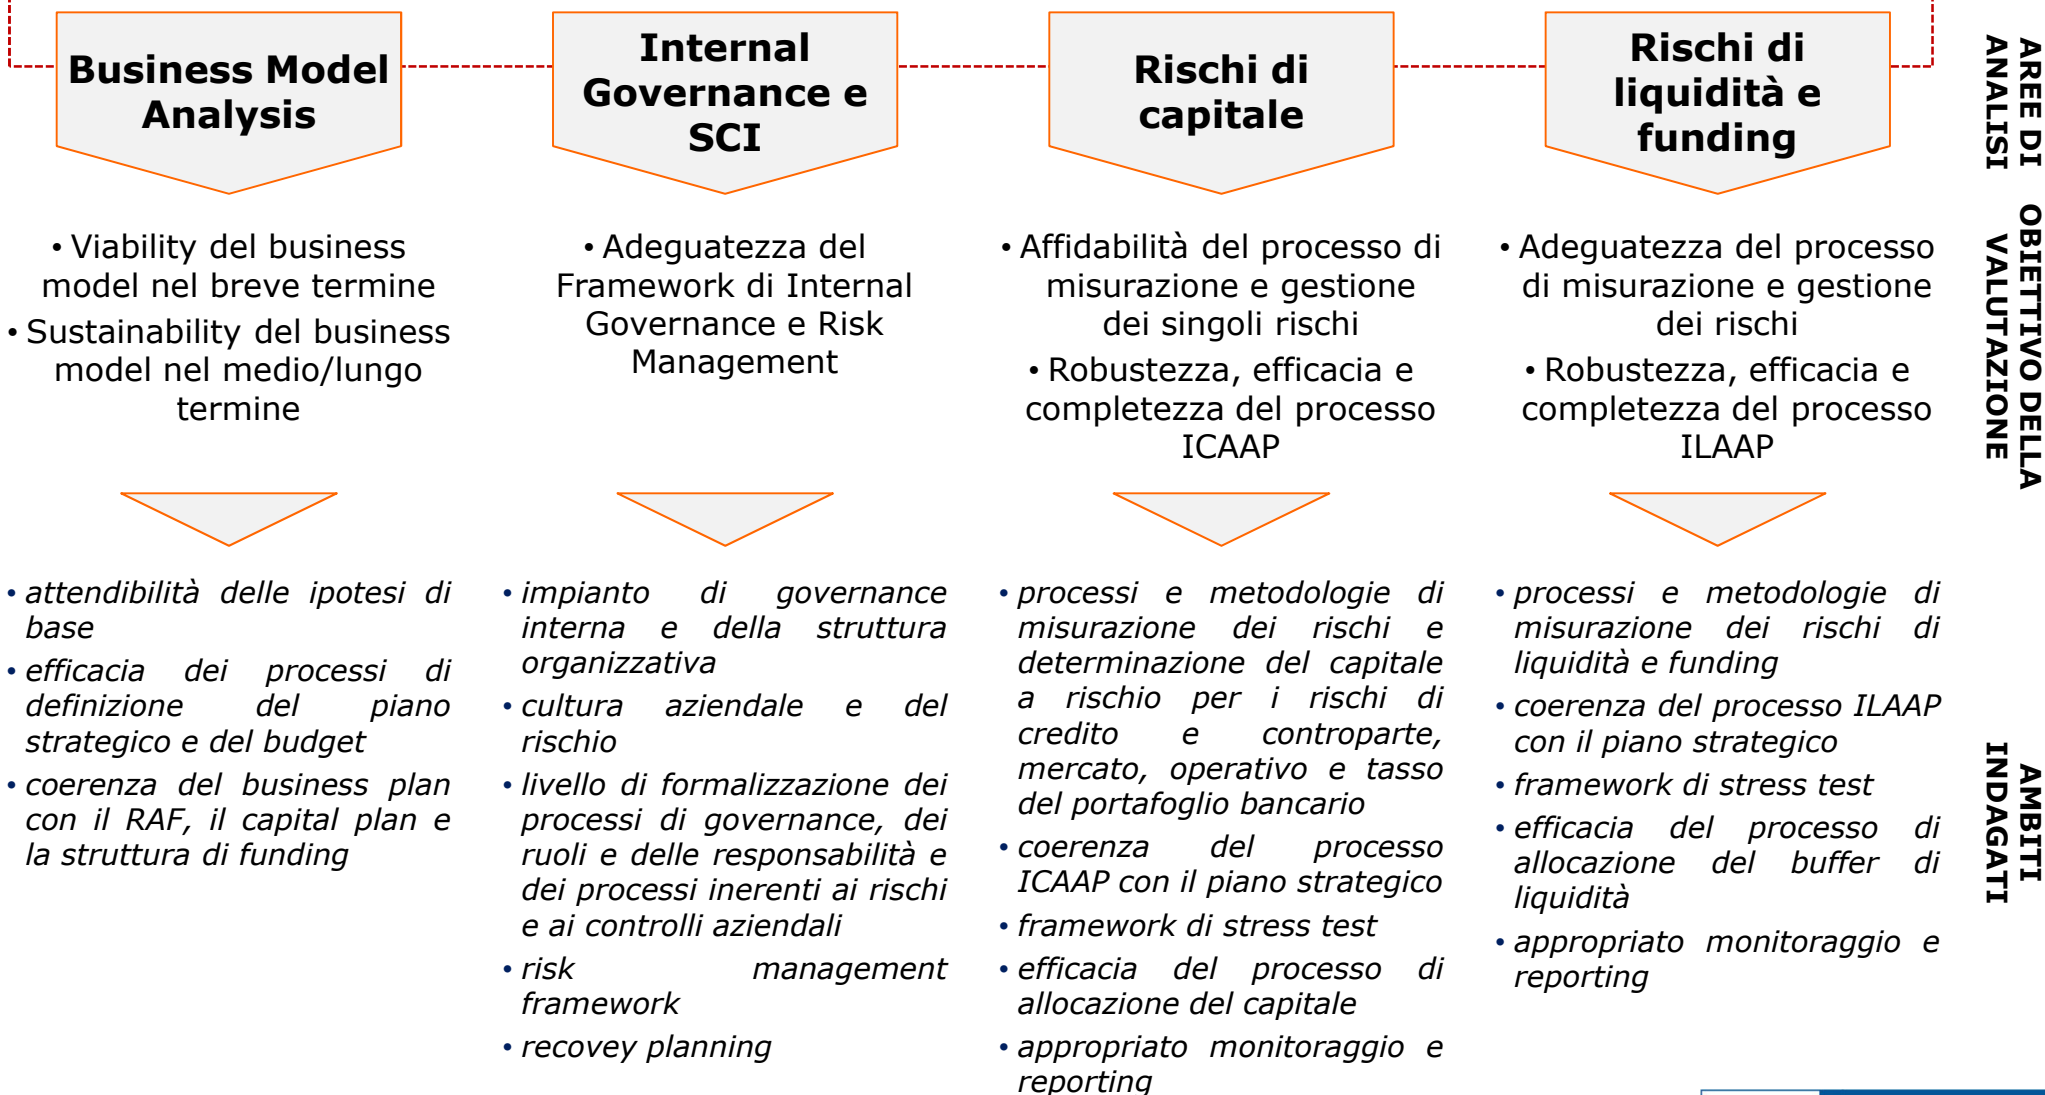 Business Model
Analysis
Internal
Governance e
SCI
Rischi di
capitale
Rischi di
liquidità e
funding
AREE DI
ANALISI
• Viability del business
model nel breve termine
• Sustainability del business
model nel medio/lungo
termine
• Adeguatezza del
Framework di Internal
Governance e Risk
Management
• Affidabilità del processo di
misurazione e gestione
dei singoli rischi
• Robustezza, efficacia e
completezza del processo
ICAAP
• Adeguatezza del processo
di misurazione e gestione
dei rischi
• Robustezza, efficacia e
completezza del processo
ILAAP
OBIETTIVO DELLA
VALUTAZIONE
• attendibilità delle ipotesi di
base
• efficacia dei processi di
definizione del piano
strategico e del budget
• coerenza del business plan
con il RAF, il capital plan e
la struttura di funding
• impianto di governance
interna e della struttura
organizzativa
• cultura aziendale e del
rischio
• livello di formalizzazione dei
processi di governance, dei
ruoli e delle responsabilità e
dei processi inerenti ai rischi
e ai controlli aziendali
• risk management
framework
• recovey planning
• processi e metodologie di
misurazione dei rischi e
determinazione del capitale
a rischio per i rischi di
credito e controparte,
mercato, operativo e tasso
del portafoglio bancario
• coerenza del processo
ICAAP con il piano strategico
• framework di stress test
• efficacia del processo di
allocazione del capitale
• appropriato monitoraggio e
reporting
• processi e metodologie di
misurazione dei rischi di
liquidità e funding
• coerenza del processo ILAAP
con il piano strategico
• framework di stress test
• efficacia del processo di
allocazione del buffer di
liquidità
• appropriato monitoraggio e
reporting
AMBITI
INDAGATI